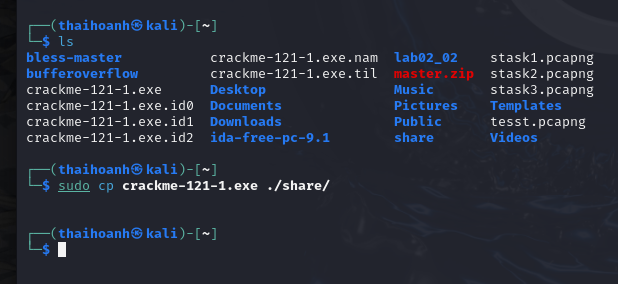 ┌──(thaihoanh㉿kali)-[~]
└─$ ls
bless-master crackme-121-1.exe.nam lab02_02 stask1.pcapng
bufferoverflow crackme-121-1.exe.til master.zip stask2.pcapng
crackme-121-1.exe Desktop Music stask3.pcapng
crackme-121-1.exe.id0 Documents Pictures Templates
crackme-121-1.exe.id1 Downloads Public tesst.pcapng
crackme-121-1.exe.id2 ida-free-pc-9.1 share Videos
┌──(thaihoanh㉿kali)-[~]
└─$ sudo cp crackme-121-1.exe ./share/
┌──(thaihoanh㉿kali)-[~]
└─$